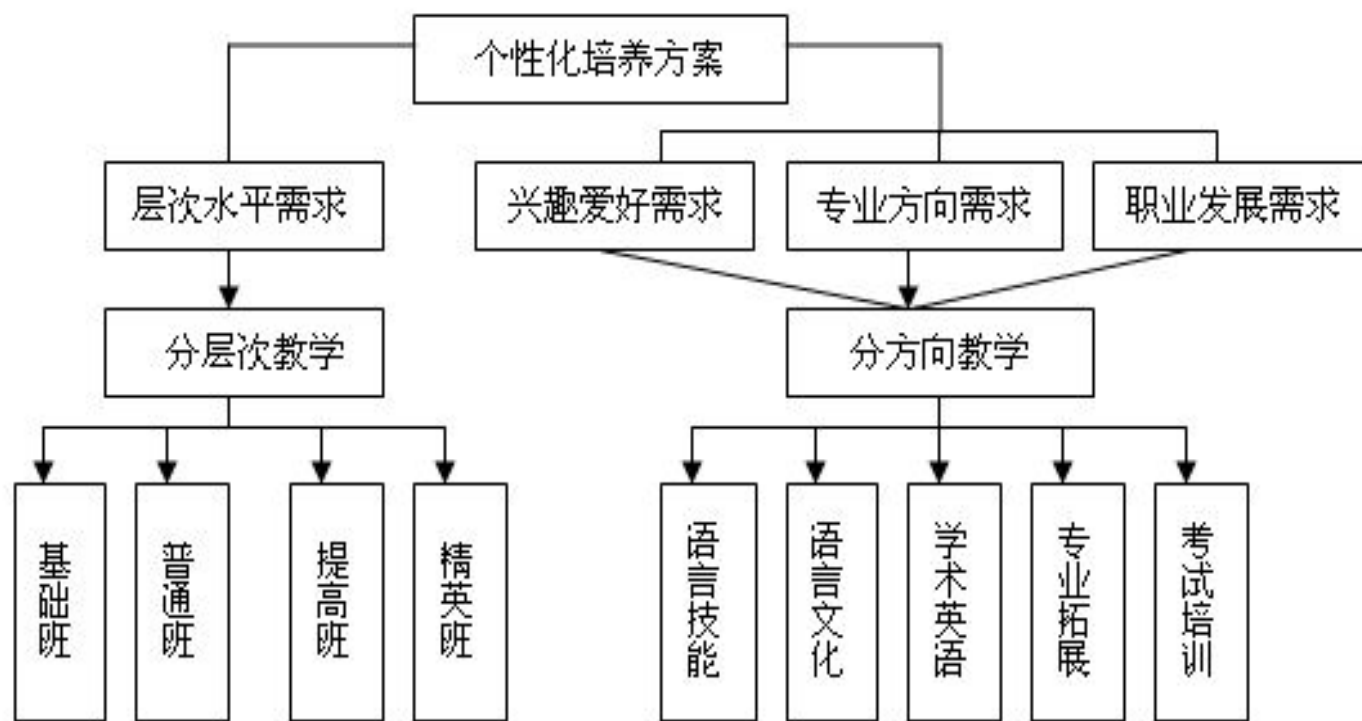 个性化培养方案
层次水平需求
兴趣爱好需求
专业方向需求
职业发展需求
分层次教学
分方向教学
基础班
普通班
提高班
精英班
语言技能
语言文化
学术英语
专业拓展
考试培训